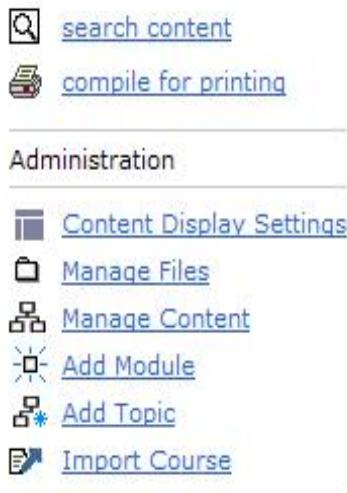 search content
compile for printing
Administration
Content Display Settings
Manage Files
Manage Content
Add Module
Add Topic
Import Course